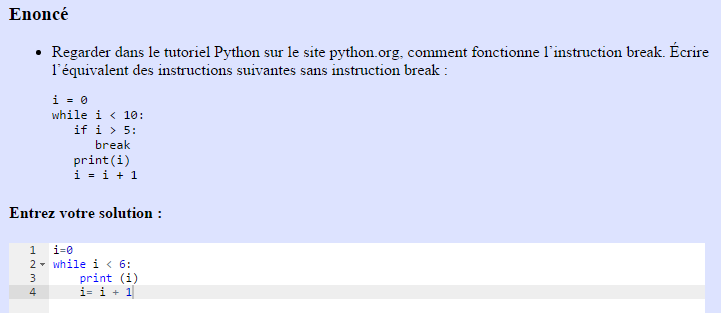 Enoncé
• Regarder dans le tutoriel Python sur le site python.org, comment fonctionne l'instruction break. Écrire
l'équivalent des instructions suivantes sans instruction break :
i = 0
while i < 10:
   if i > 5:
      break
   print(i)
   i = i + 1
Entrez votre solution :
1 i=0
2 while i < 6:
3     print (i)
4     i= i + 1